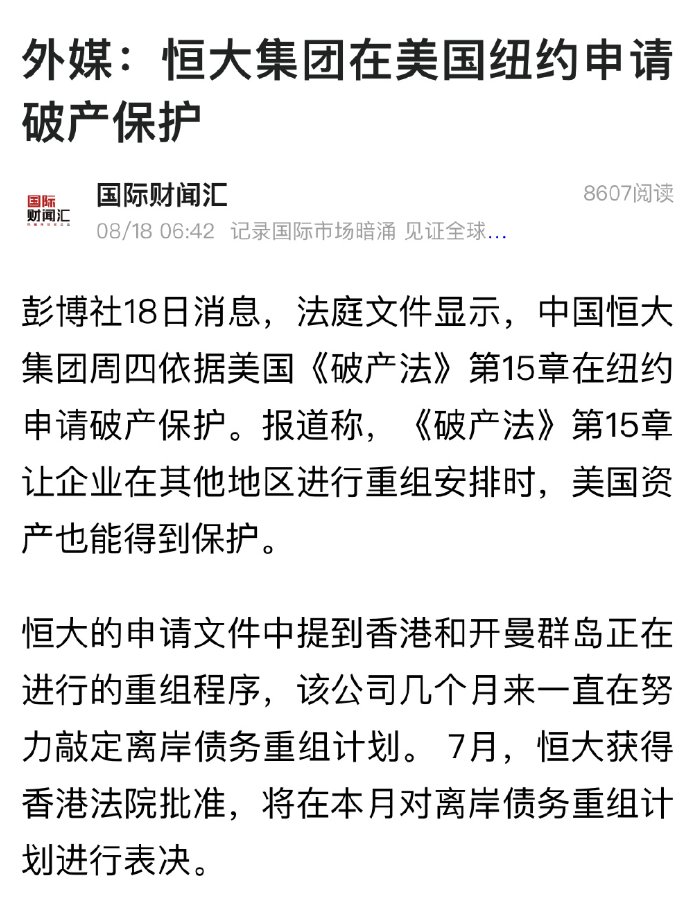 外媒：恒大集团在美国纽约申请
破产保护
国际
财闻汇
国际财闻汇
8607阅读
08/18 06:42 记录国际市场暗涌 见证全球...
彭博社18日消息，法庭文件显示，中国恒大
集团周四依据美国《破产法》第15章在纽约
申请破产保护。报道称，《破产法》第15章
让企业在其他地区进行重组安排时，美国资
产也能得到保护。
恒大的申请文件中提到香港和开曼群岛正在
进行的重组程序，该公司几个月来一直在努
力敲定离岸债务重组计划。 7月，恒大获得
香港法院批准，将在本月对离岸债务重组计
划进行表决。